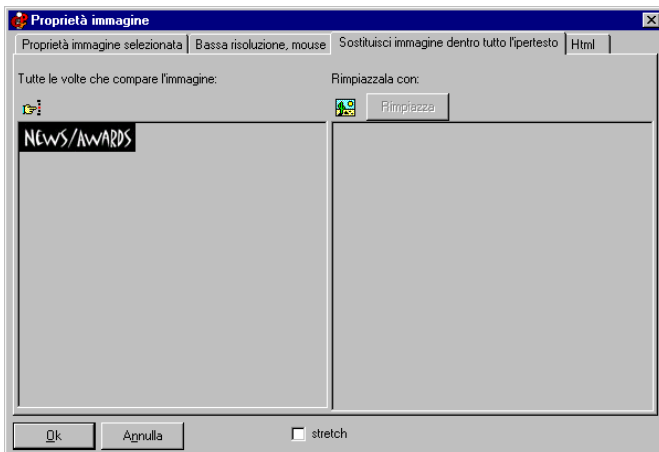 Proprietà immagine
Proprietà immagine selezionata
Bassa risoluzione, mouse
Sostituisci immagine dentro tutto l'ipertesto
Html
Tutte le volte che compare l'immagine:
Rimpiazzala con:
Rimpiazza
NEWS/AWARDS
Ok
Annulla
stretch